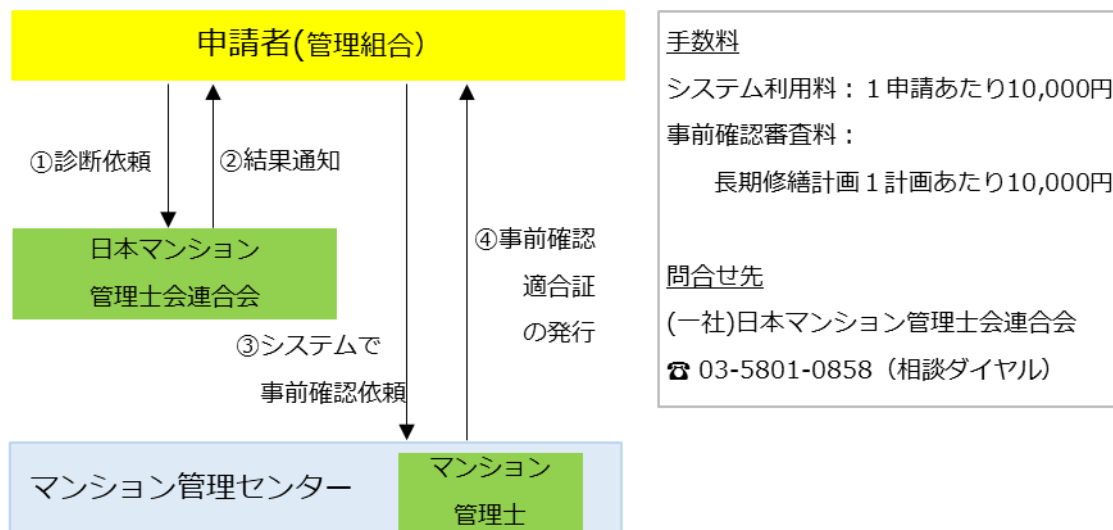 申請者(管理組合）
①診断依頼
②結果通知
日本マンション
管理士会連合会
③システムで
事前確認依頼
④事前確認
適合証
の発行
マンション管理センター
マンション
管理士
手数料
システム利用料：１申請あたり10,000円
事前確認審査料：
長期修繕計画１計画あたり10,000円
問合せ先
(一社)日本マンション管理士会連合会
☎ 03-5801-0858（相談ダイヤル）